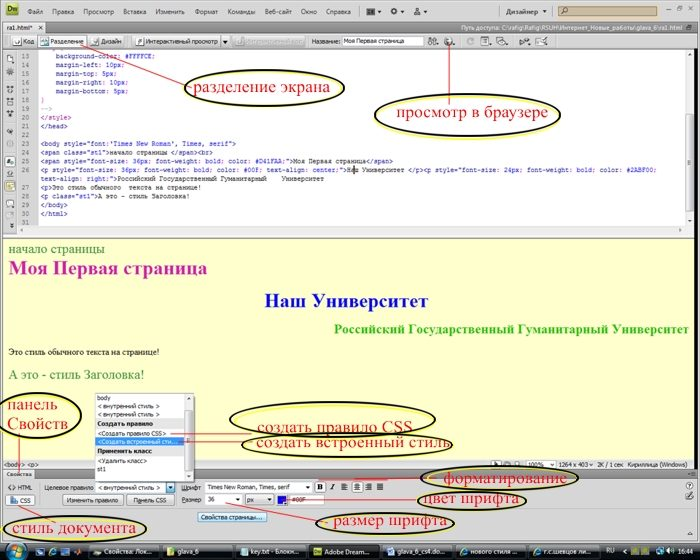 Dw
Файл Правка Вид Вставка Изменить Формат Команды Веб-сайт Окно Справка
Дизайнер
ra1.html*
Путь доступа: C:\rafig\Rafig\RSUH\Интернет_Новые_работы\glava_6\ra1.html
Код Разделение Дизайн Интерактивный просмотр Интерактивный код Название: Моя Первая страница
13 background-color: #FFFFCE;
14 margin-left: 10px;
15 margin-top: 5px;
16 margin-right: 10px;
17 margin-bottom: 5px;
18 }
19 -->
20 </style>
21 </head>
22
23 <body style="font:'Times New Roman', Times, serif">
24 <span class="st1">начало страницы </span><br>
25 <span style="font-size: 36px; font-weight: bold; color: #D41FAA;">Моя Первая страница</span>
26 <p style="font-size: 36px; font-weight: bold; color: #00F; text-align: center;">Наш Университет </p><p style="font-size: 24px; font-weight: bold; color: #2ABF00;
text-align: right;">Российский Государственный Гуманитарный Университет
27 <p>Это стиль обычного текста на странице!
28 <p class="st1">А это - стиль Заголовка!
29
30 </body>
31 </html>
разделение экрана
просмотр в браузере
начало страницы
Моя Первая страница
Наш Университет
Российский Государственный Гуманитарный Университет
Это стиль обычного текста на странице!
А это - стиль Заголовка!
панель
Свойств
body
< внутренний стиль >
< внутренний стиль >
Создать правило
<Создать правило CSS>
<Создать встроенный сти...
Применить класс
<Удалить класс>
st1
создать правило CSS
создать встроенный стиль
<body> <p>
100% 1264 x 403 2K / 1 сек Кириллица (Windows)
Свойства
форматирование
<> HTML Целевое правило < внутренний стиль > Шрифт Times New Roman, Times, serif B I
CSS Изменить правило Панель CSS Размер 36 px #00F
цвет шрифта
Свойства страницы...
стиль документа
размер шрифта
Свойства: Лок... glava_6 key.txt - Блокн... Adobe Dream... glava_6_cs4.do... нового стиля ... г.с.шевцов ли... RU 16:44